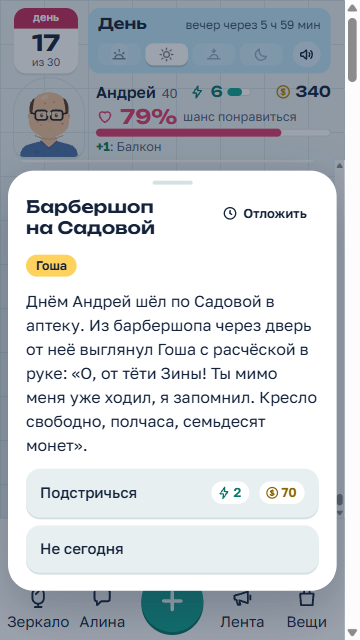 день
17
из 30
День
вечер через 5 ч 59 мин
Андрей 40
6
340
79% шанс понравиться
+1: Балкон
Барбершоп
на Садовой
Отложить
Гоша
Днём Андрей шёл по Садовой в
аптеку. Из барбершопа через дверь
от неё выглянул Гоша с расчёской в
руке: «О, от тёти Зины! Ты мимо
меня уже ходил, я запомнил. Кресло
свободно, полчаса, семьдесят
монет».
Подстричься
2
70
Не сегодня
Зеркало
Алина
Лента
Вещи